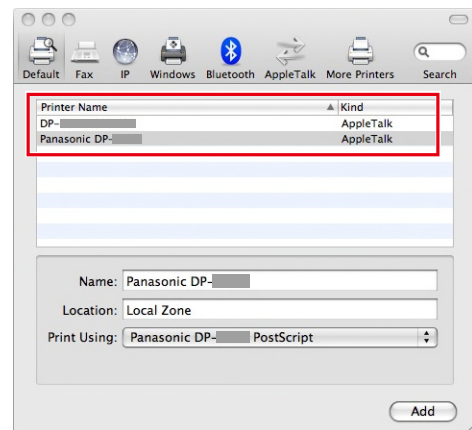 Default Fax IP Windows Bluetooth AppleTalk More Printers Search
Printer Name Kind
DP- AppleTalk
Panasonic DP- AppleTalk
Name: Panasonic DP-
Location: Local Zone
Print Using: Panasonic DP- PostScript
Add